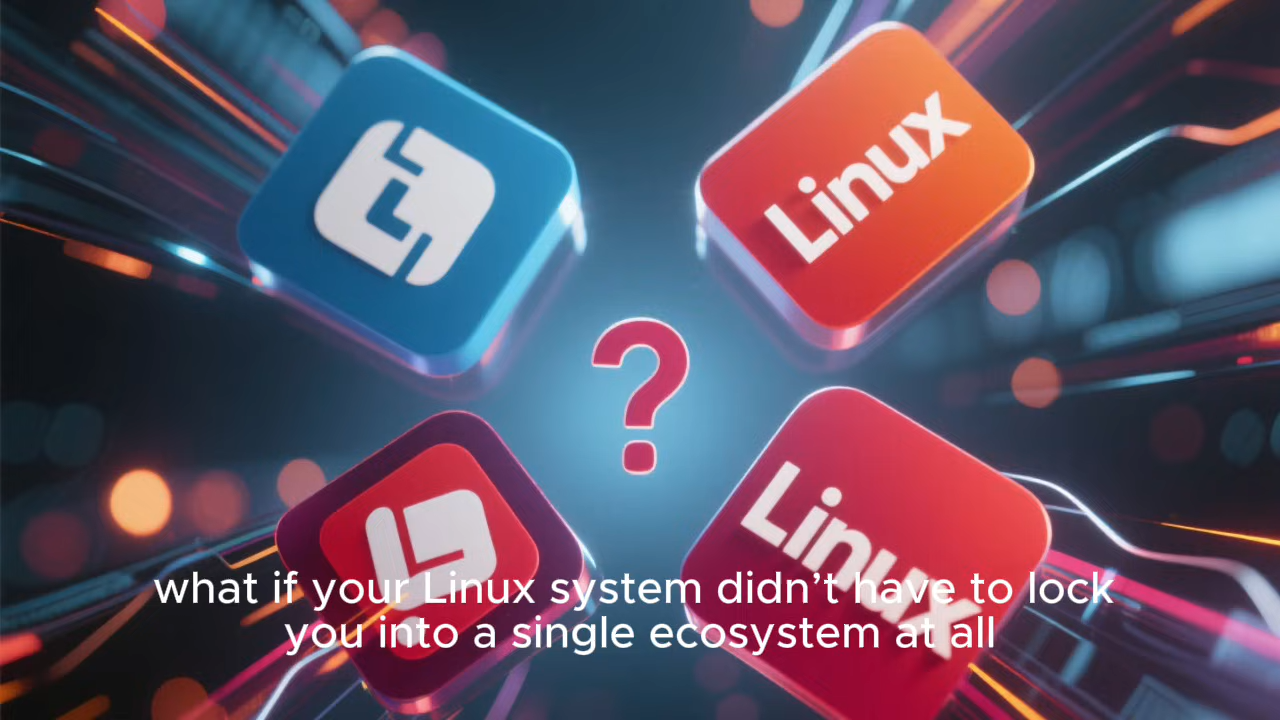 Linux
?
Linux
what if your Linux system didn't have to lock
you into a single ecosystem at all